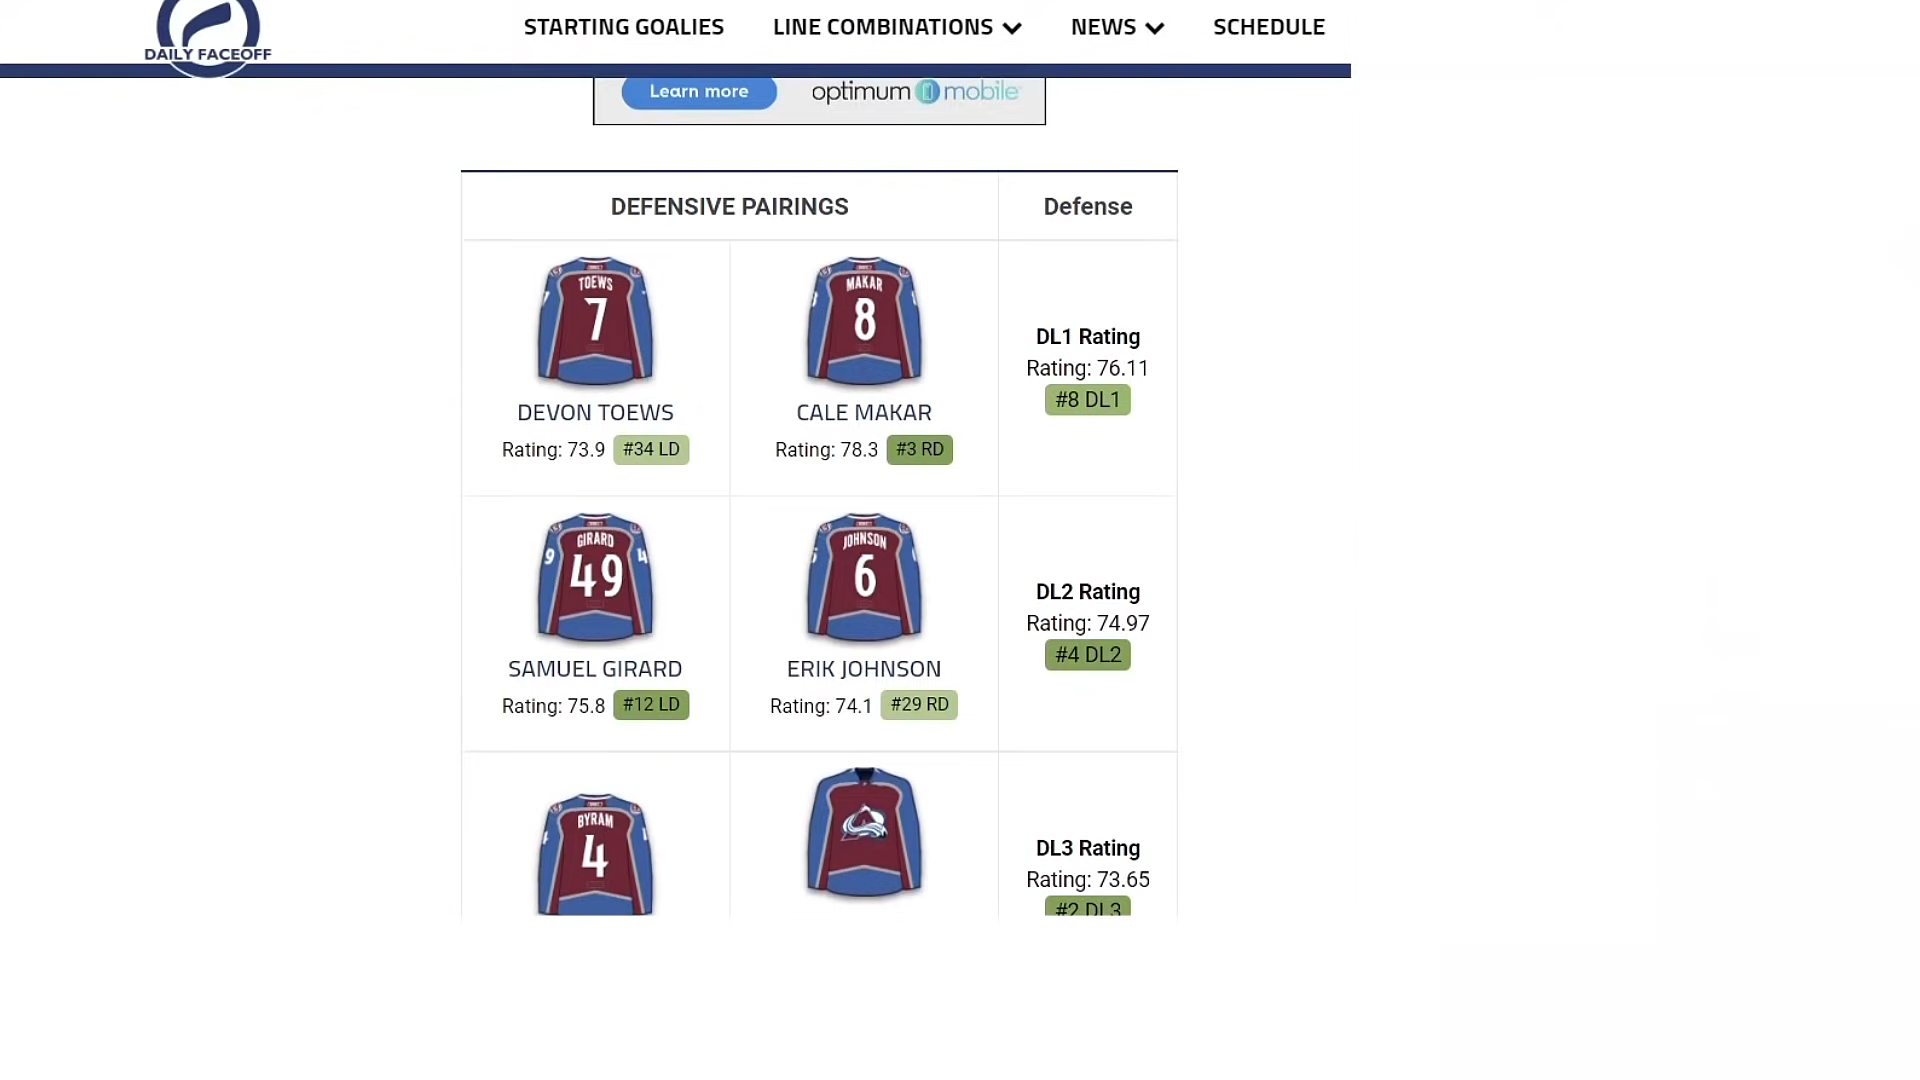 DAILY FACEOFF
STARTING GOALIES LINE COMBINATIONS NEWS SCHEDULE
Learn more optimum mobile
DEFENSIVE PAIRINGS Defense
TOEWS
7
MAKAR
8
DEVON TOEWS
Rating: 73.9 #34 LD
CALE MAKAR
Rating: 78.3 #3 RD
DL1 Rating
Rating: 76.11
#8 DL1
GIRARD
49
JOHNSON
6
SAMUEL GIRARD
Rating: 75.8 #12 LD
ERIK JOHNSON
Rating: 74.1 #29 RD
DL2 Rating
Rating: 74.97
#4 DL2
BYRAM
4
DL3 Rating
Rating: 73.65
#2 DL3